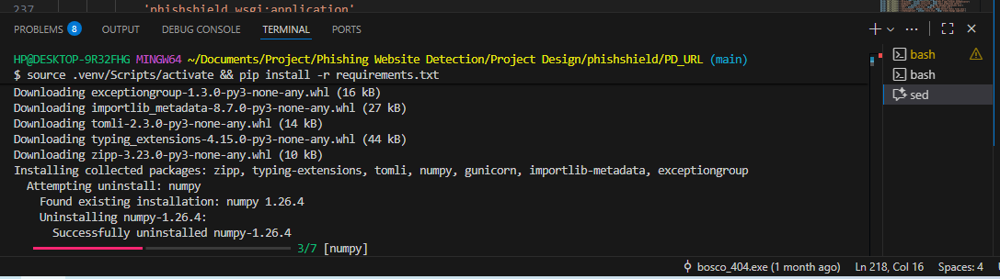 237 'phishshield.wsgi:application'
PROBLEMS 8 OUTPUT DEBUG CONSOLE TERMINAL PORTS
HP@DESKTOP-9R32FHG MINGW64 ~/Documents/Project/Phishing Website Detection/Project Design/phishshield/PD_URL (main)
$ source .venv/Scripts/activate && pip install -r requirements.txt
Downloading exceptiongroup-1.3.0-py3-none-any.whl (16 kB)
Downloading importlib_metadata-8.7.0-py3-none-any.whl (27 kB)
Downloading tomli-2.3.0-py3-none-any.whl (14 kB)
Downloading typing_extensions-4.15.0-py3-none-any.whl (44 kB)
Downloading zipp-3.23.0-py3-none-any.whl (10 kB)
Installing collected packages: zipp, typing-extensions, tomli, numpy, gunicorn, importlib-metadata, exceptiongroup
Attempting uninstall: numpy
Found existing installation: numpy 1.26.4
Uninstalling numpy-1.26.4:
Successfully uninstalled numpy-1.26.4
3/7 [numpy]
bash
bash
sed
bosco_404.exe (1 month ago) Ln 218, Col 16 Spaces: 4